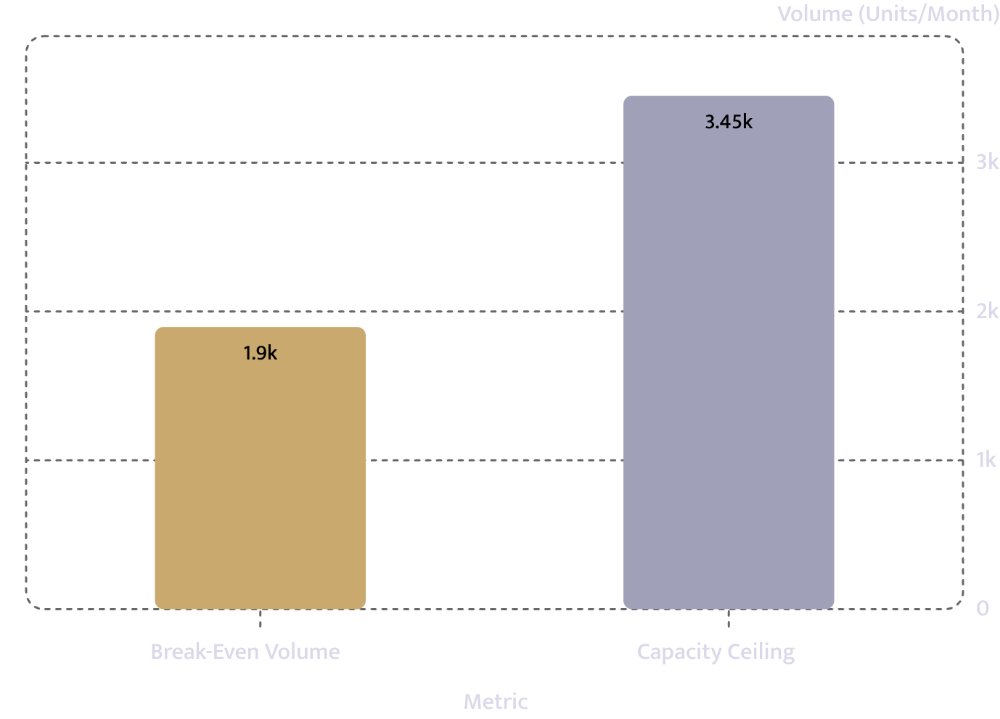 Volume (Units/Month)
3.45k
3k
2k
1.9k
1k
0
Break-Even Volume
Capacity Ceiling
Metric